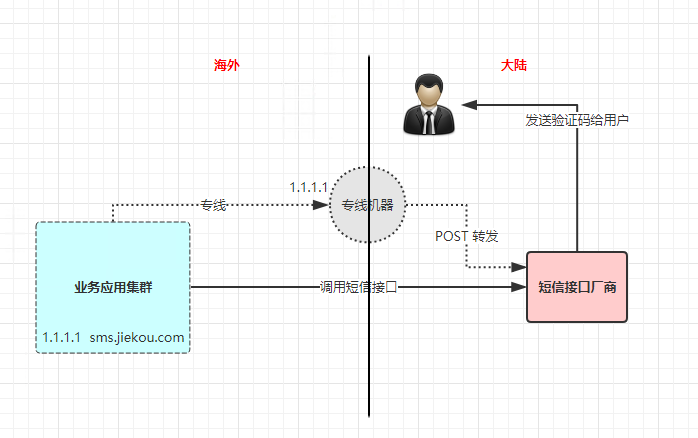 海外
大陆
发送验证码给用户
1.1.1.1
专线
专线机器
POST 转发
业务应用集群
调用短信接口
短信接口厂商
1.1.1.1 sms.jiekou.com